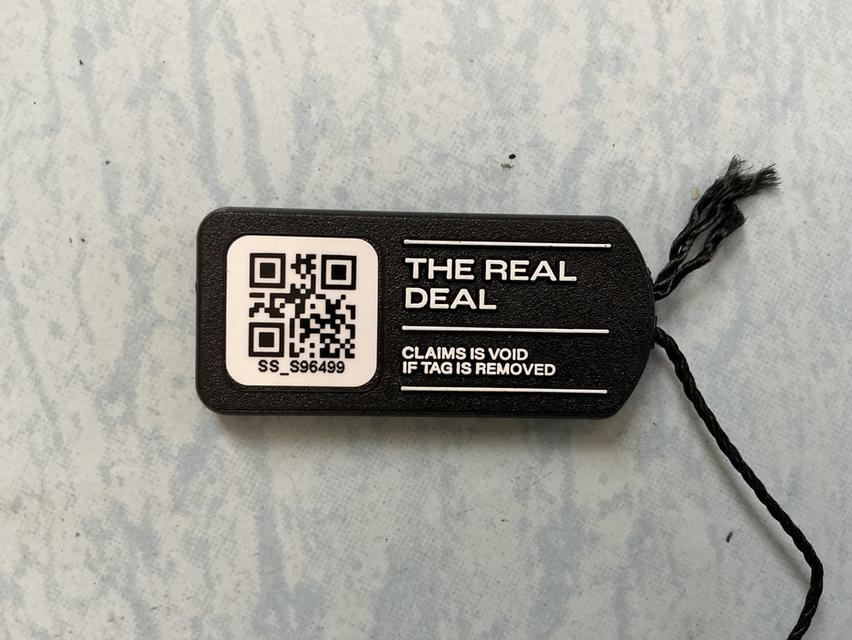 THE REAL
DEAL
CLAIMS IS VOID
IF TAG IS REMOVED
SS_S96499